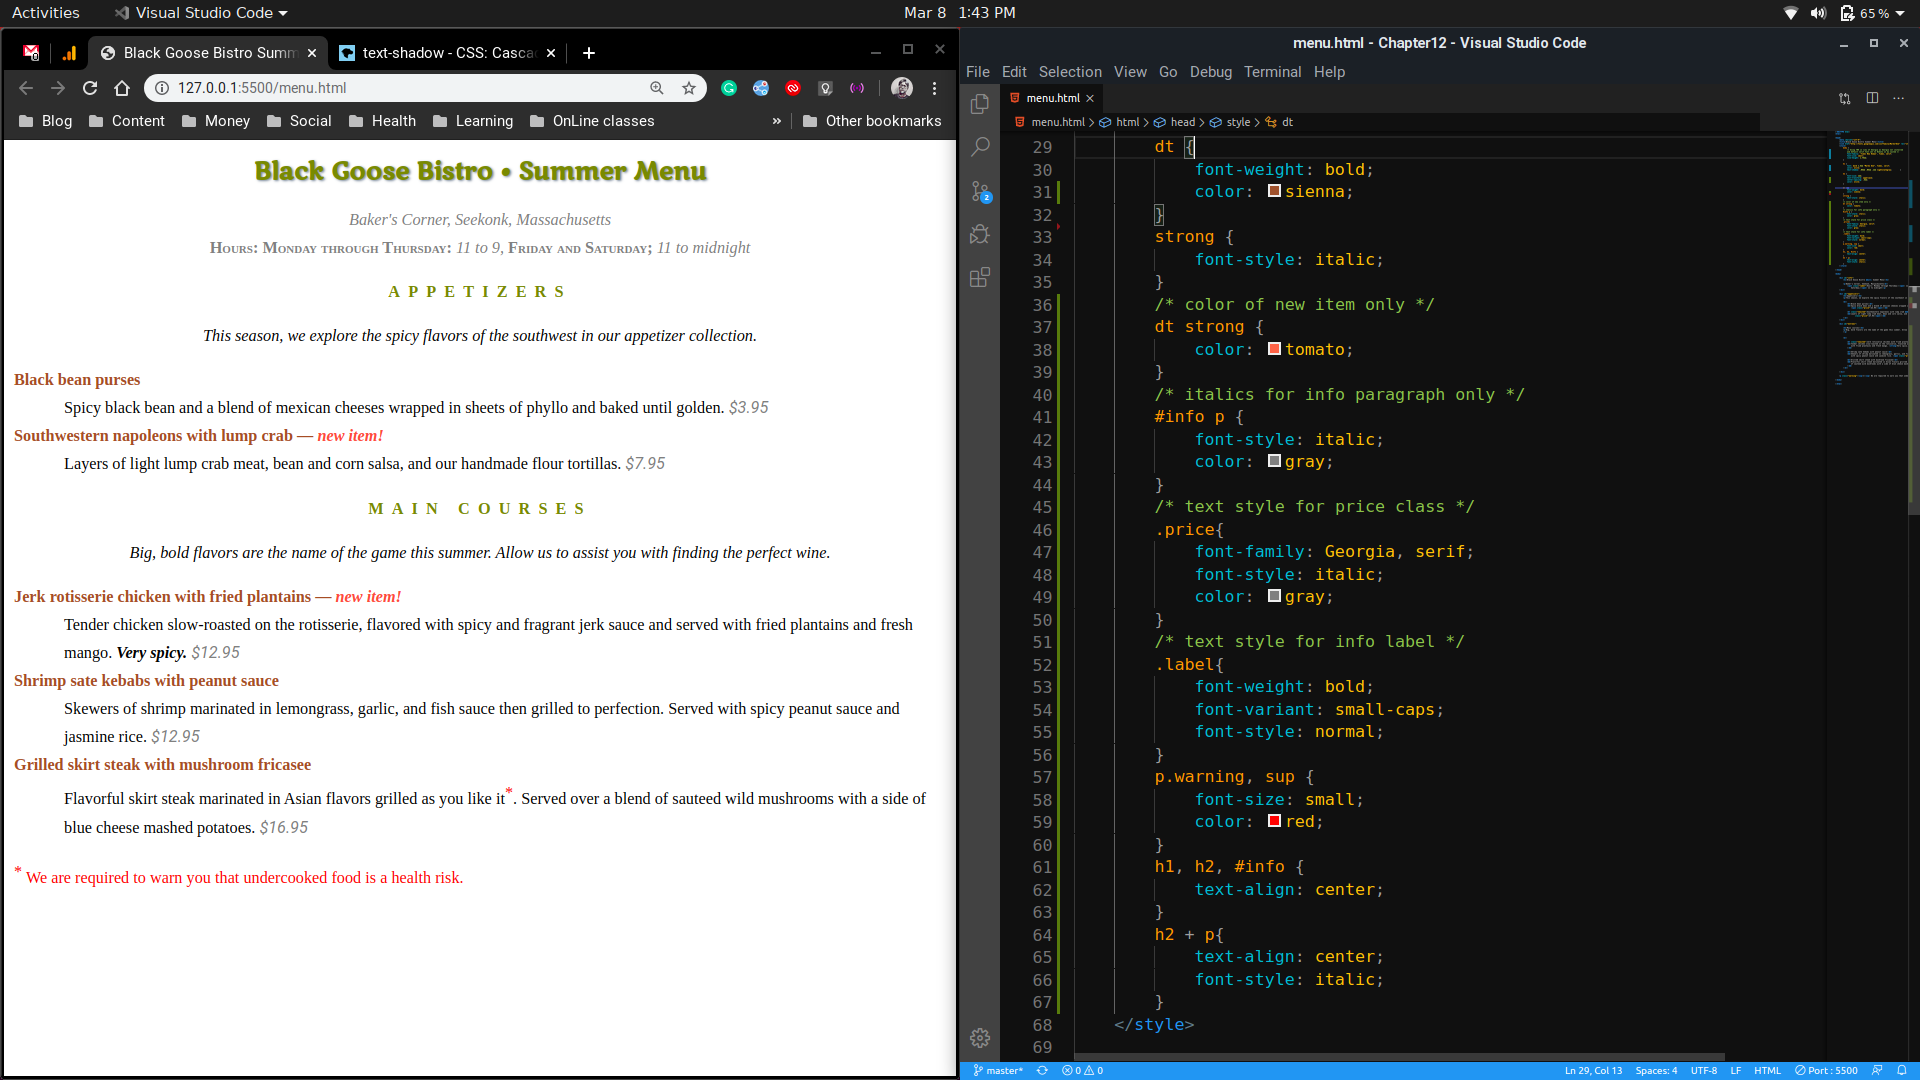 Activities
Visual Studio Code
Mar 8 1:43 PM
65 %
Black Goose Bistro Summ
text-shadow - CSS: Casca
127.0.0.1:5500/menu.html
Blog
Content
Money
Social
Health
Learning
OnLine classes
»
Other bookmarks
Black Goose Bistro • Summer Menu
Baker's Corner, Seekonk, Massachusetts
Hours: Monday through Thursday: 11 to 9, Friday and Saturday; 11 to midnight
APPETIZERS
This season, we explore the spicy flavors of the southwest in our appetizer collection.
Black bean purses
Spicy black bean and a blend of mexican cheeses wrapped in sheets of phyllo and baked until golden. $3.95
Southwestern napoleons with lump crab — new item!
Layers of light lump crab meat, bean and corn salsa, and our handmade flour tortillas. $7.95
MAIN COURSES
Big, bold flavors are the name of the game this summer. Allow us to assist you with finding the perfect wine.
Jerk rotisserie chicken with fried plantains — new item!
Tender chicken slow-roasted on the rotisserie, flavored with spicy and fragrant jerk sauce and served with fried plantains and fresh
mango. Very spicy. $12.95
Shrimp sate kebabs with peanut sauce
Skewers of shrimp marinated in lemongrass, garlic, and fish sauce then grilled to perfection. Served with spicy peanut sauce and
jasmine rice. $12.95
Grilled skirt steak with mushroom fricasee
Flavorful skirt steak marinated in Asian flavors grilled as you like it*. Served over a blend of sauteed wild mushrooms with a side of
blue cheese mashed potatoes. $16.95
* We are required to warn you that undercooked food is a health risk.
menu.html - Chapter12 - Visual Studio Code
File Edit Selection View Go Debug Terminal Help
menu.html
menu.html > html > head > style > dt
2
29 dt {
30 font-weight: bold;
31 color: sienna;
32 }
33 strong {
34 font-style: italic;
35 }
36 /* color of new item only */
37 dt strong {
38 color: tomato;
39 }
40 /* italics for info paragraph only */
41 #info p {
42 font-style: italic;
43 color: gray;
44 }
45 /* text style for price class */
46 .price{
47 font-family: Georgia, serif;
48 font-style: italic;
49 color: gray;
50 }
51 /* text style for info label */
52 .label{
53 font-weight: bold;
54 font-variant: small-caps;
55 font-style: normal;
56 }
57 p.warning, sup {
58 font-size: small;
59 color: red;
60 }
61 h1, h2, #info {
62 text-align: center;
63 }
64 h2 + p{
65 text-align: center;
66 font-style: italic;
67 }
68 </style>
69
master* 0 0 Ln 29, Col 13 Spaces: 4 UTF-8 LF HTML Port : 5500